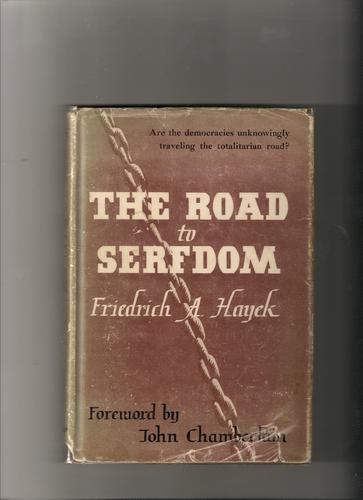 Are the democracies unknowingly
traveling the totalitarian road?
THE ROAD
to
SERFDOM
Friedrich A Hayek
Foreword by
John Chamberlain